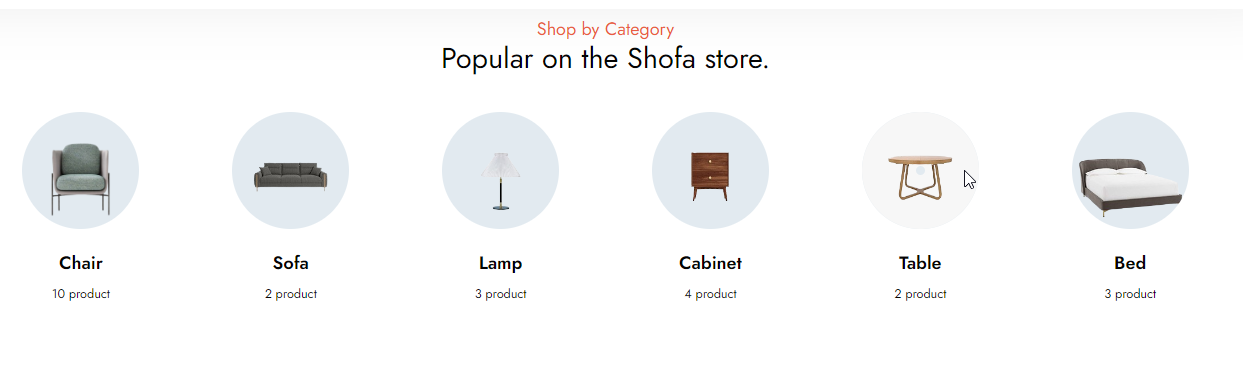 Shop by Category
Popular on the Shofa store.
Chair
Sofa
Lamp
Cabinet
Table
Bed
10 product
2 product
3 product
4 product
2 product
3 product